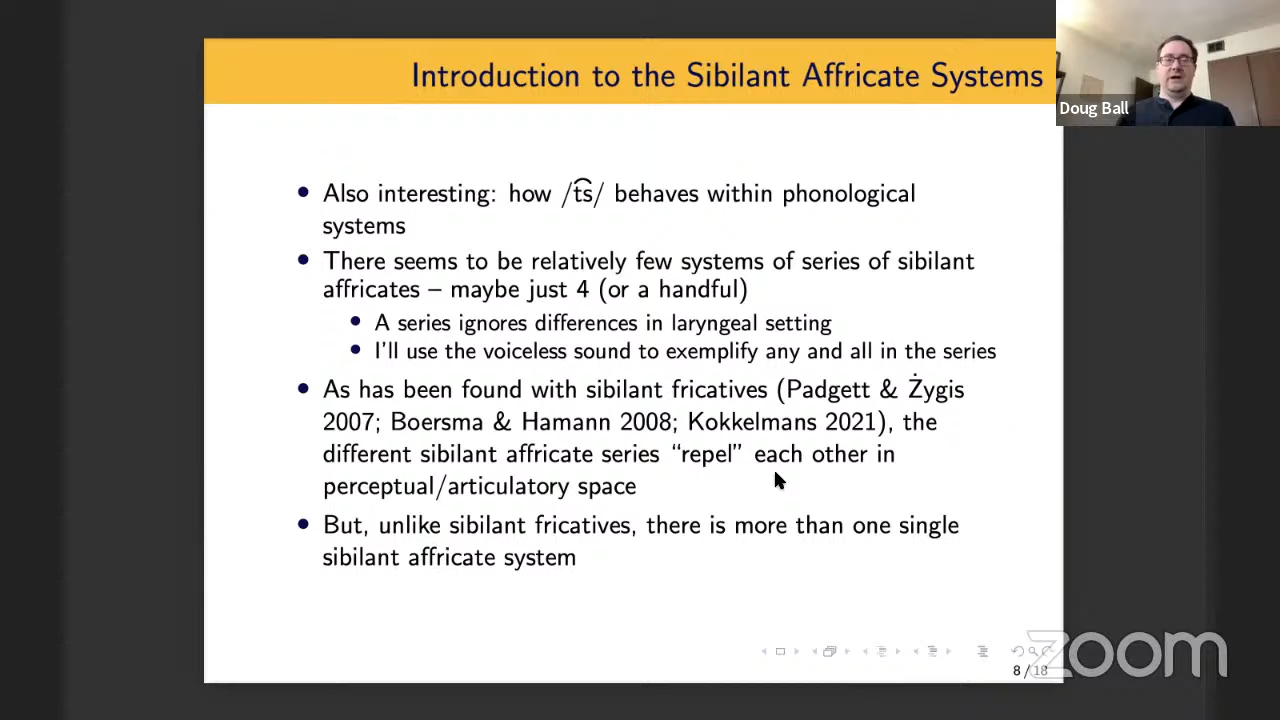 Introduction to the Sibilant Affricate Systems
Doug Ball
• Also interesting: how /t͡s/ behaves within phonological
systems
• There seems to be relatively few systems of series of sibilant
affricates – maybe just 4 (or a handful)
• A series ignores differences in laryngeal setting
• I'll use the voiceless sound to exemplify any and all in the series
• As has been found with sibilant fricatives (Padgett & Żygis
2007; Boersma & Hamann 2008; Kokkelmans 2021), the
different sibilant affricate series “repel” each other in
perceptual/articulatory space
• But, unlike sibilant fricatives, there is more than one single
sibilant affricate system
8 / 18
zoom